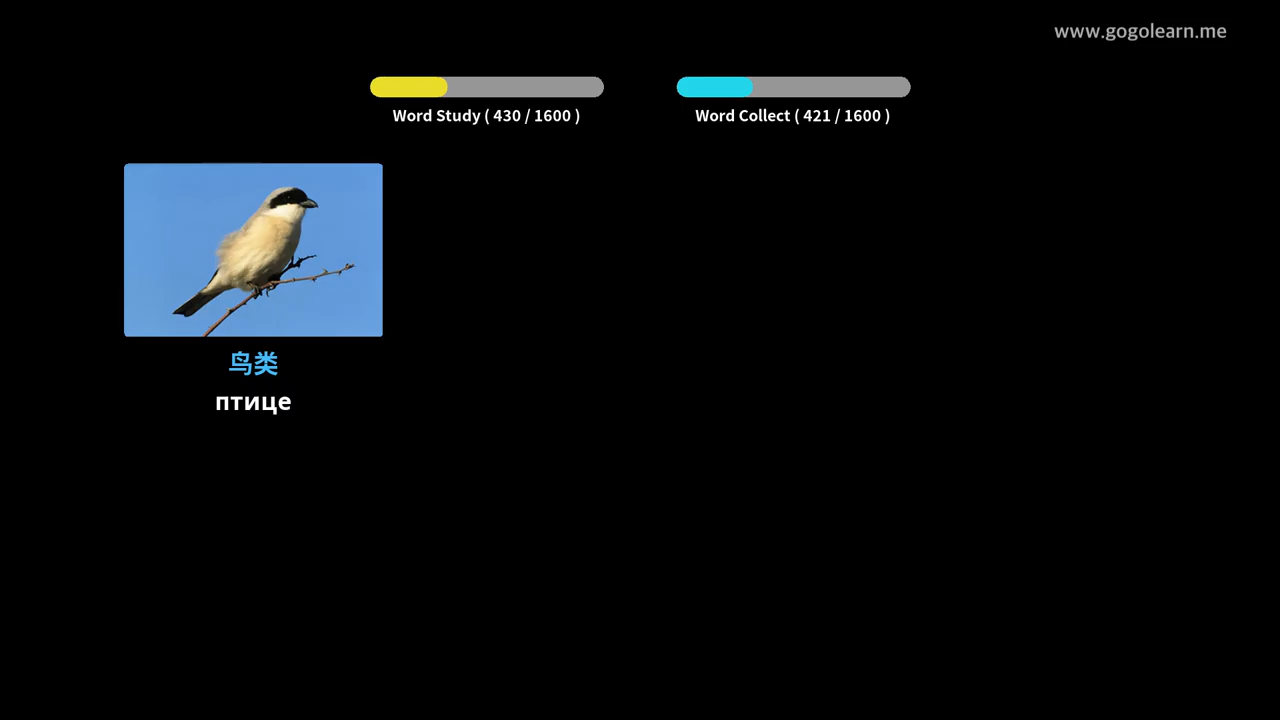 www.gogolearn.me
Word Study ( 430 / 1600 )
Word Collect ( 421 / 1600 )
鸟类
птице